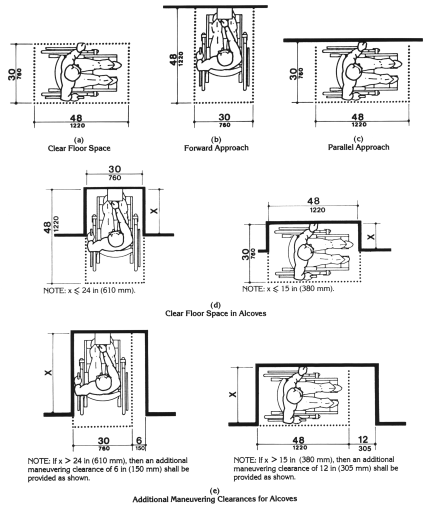 30
760
48
1220
(a)
Clear Floor Space
48
1220
30
760
(b)
Forward Approach
30
760
48
1220
(c)
Parallel Approach
30
760
48
1220
X
NOTE: x ⩽ 24 in (610 mm).
48
1220
30
760
X
NOTE: x ⩽ 15 in (380 mm).
(d)
Clear Floor Space in Alcoves
X
30
760
6
150
NOTE: If x > 24 in (610 mm), then an additional
maneuvering clearance of 6 in (150 mm) shall be
provided as shown.
X
48
1220
12
305
NOTE: If x > 15 in (380 mm), then an additional
maneuvering clearance of 12 in (305 mm) shall be
provided as shown.
(e)
Additional Maneuvering Clearances for Alcoves